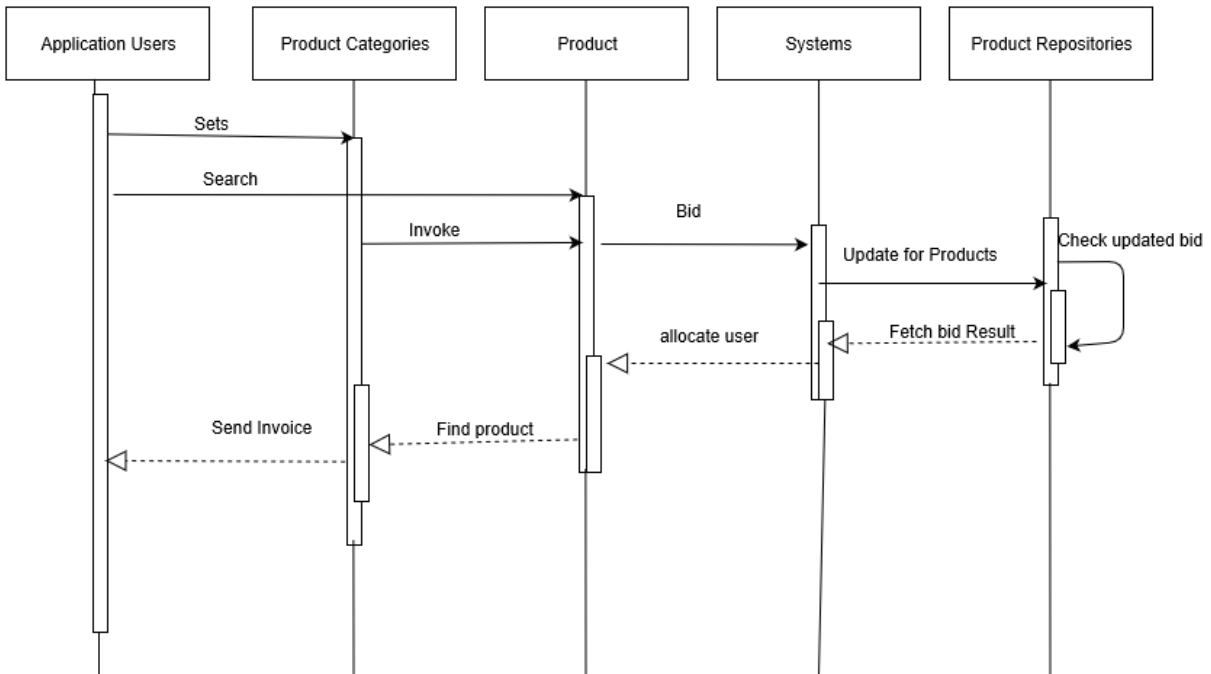 Application Users
Product Categories
Product
Systems
Product Repositories
Sets
Search
Bid
Invoke
Check updated bid
Update for Products
Fetch bid Result
allocate user
Send Invoice
Find product